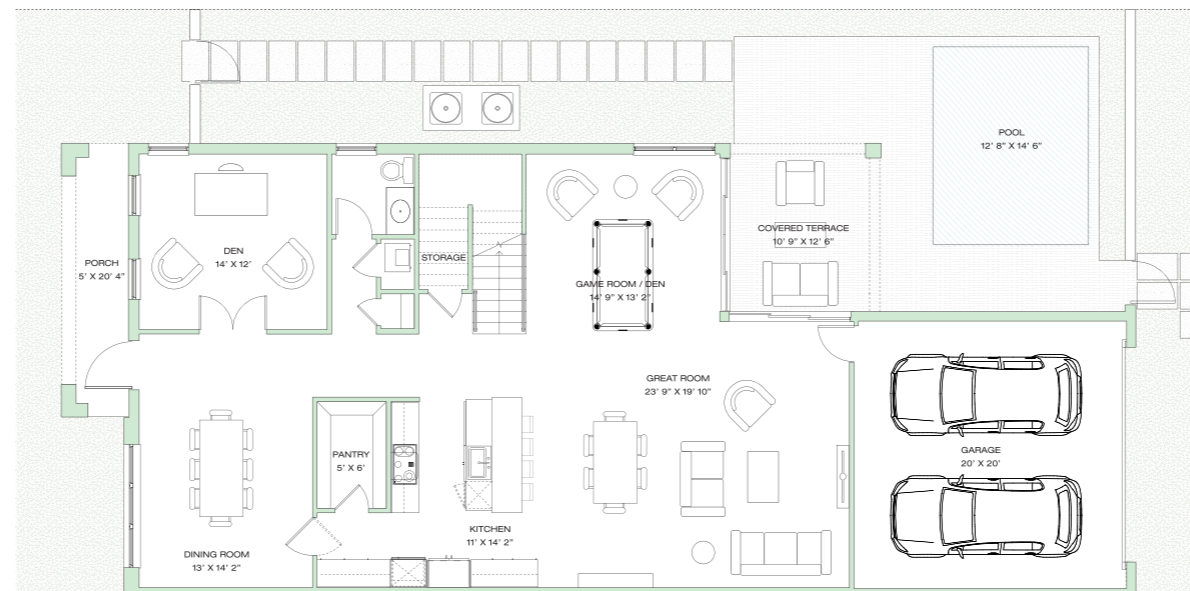 POOL
12' 8" X 14' 6"
COVERED TERRACE
10' 9" X 12' 6"
DEN
14' X 12'
STORAGE
PORCH
5' X 20' 4"
GAME ROOM / DEN
14' 9" X 13' 2"
GREAT ROOM
23' 9" X 19' 10"
PANTRY
5' X 6'
GARAGE
20' X 20'
KITCHEN
11' X 14' 2"
DINING ROOM
13' X 14' 2"